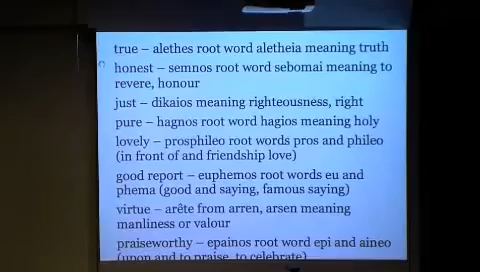 true – alethes root word aletheia meaning truth
honest – semnos root word sebomai meaning to
revere, honour
just – dikaios meaning righteousness, right
pure – hagnos root word hagios meaning holy
lovely – prosphileo root words pros and phileo
(in front of and friendship love)
good report – euphemos root words eu and
phema (good and saying, famous saying)
virtue – arête from arren, arsen meaning
manliness or valour
praiseworthy – epainos root word epi and aineo
(upon and to praise, to celebrate)